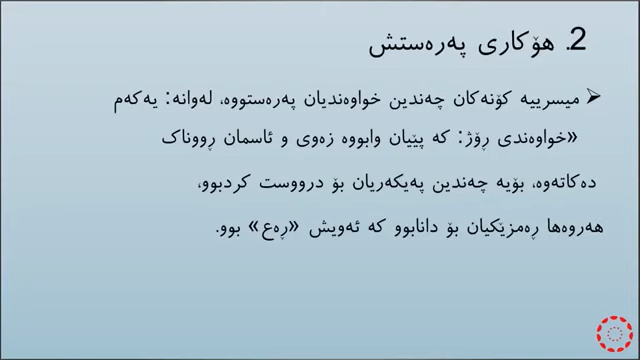 2. هۆکاری پەرەستش
میسرییە کۆنەکان چەندین خواوەندیان پەرەستووە، لەوانە: یەکەم
«خواوەندی ڕۆژ: کە پێیان وابووە زەوی و ئاسمان ڕووناک
دەکاتەوە، بۆیە چەندین پەیکەریان بۆ درووست کردبوو،
هەروەها ڕەمزێکیان بۆ دانابوو کە ئەویش «ڕەع» بوو.